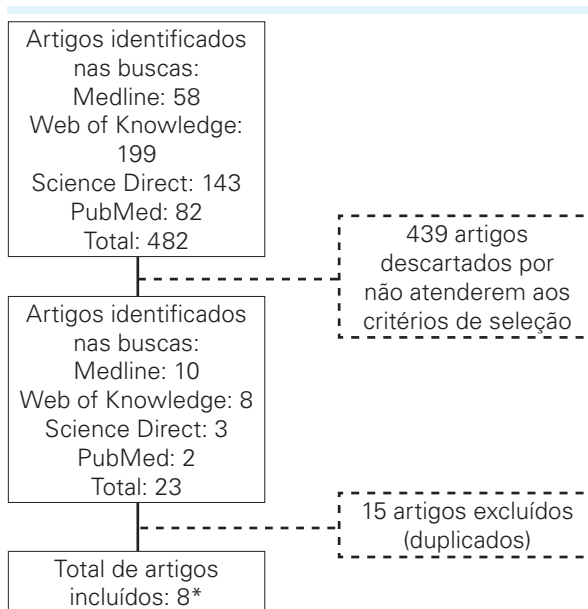 Artigos identificados
nas buscas:
Medline: 58
Web of Knowledge:
199
Science Direct: 143
PubMed: 82
Total: 482
439 artigos
descartados por
não atenderem aos
critérios de seleção
Artigos identificados
nas buscas:
Medline: 10
Web of Knowledge: 8
Science Direct: 3
PubMed: 2
Total: 23
15 artigos excluídos
(duplicados)
Total de artigos
incluídos: 8*